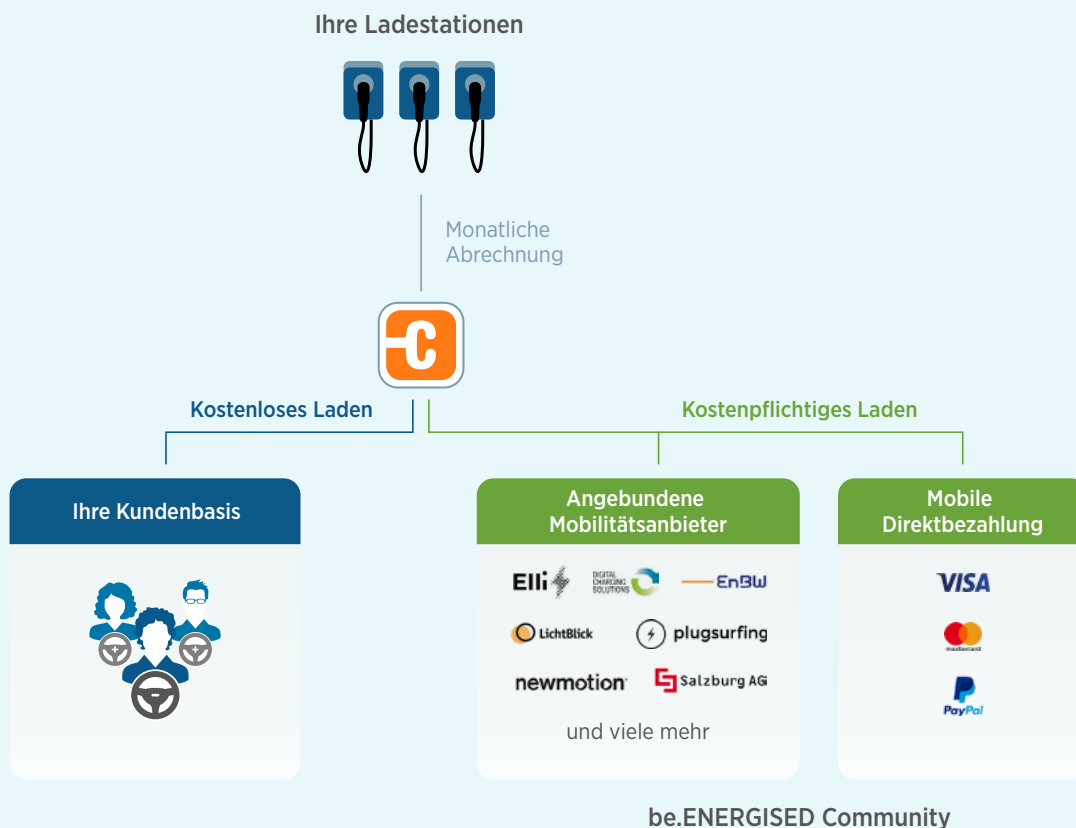 Ihre Ladestationen
Monatliche
Abrechnung
C
Kostenloses Laden
Kostenpflichtiges Laden
Ihre Kundenbasis
Angebundene
Mobilitätsanbieter
Mobile
Direktbezahlung
Elli
DIGITAL
CHARGING
SOLUTIONS
EnBW
VISA
LichtBlick
plugsurfing
mastercard
newmotion
Salzburg AG
PayPal
und viele mehr
be.ENERGISED Community